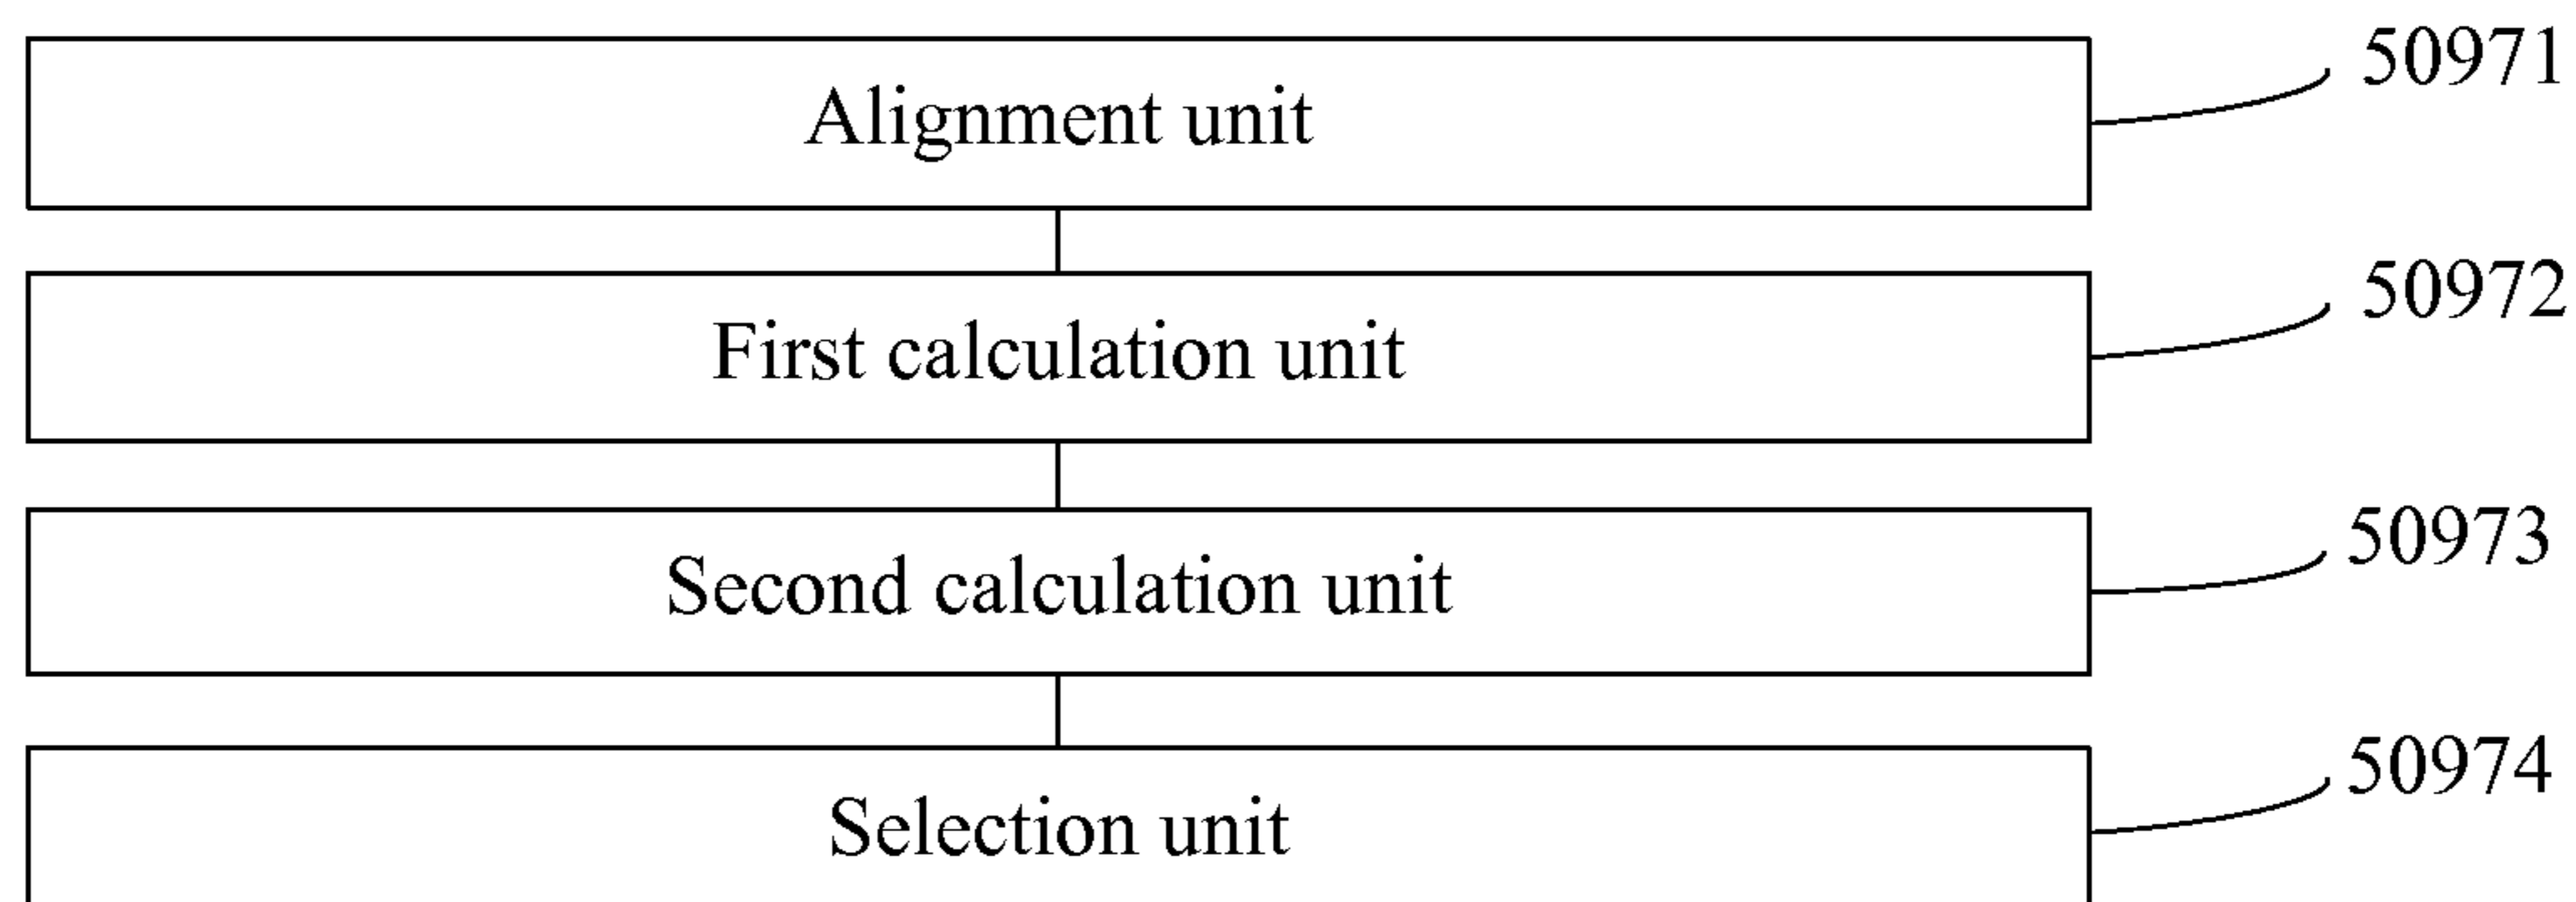 Alignment unit 50971
First calculation unit 50972
Second calculation unit 50973
Selection unit 50974